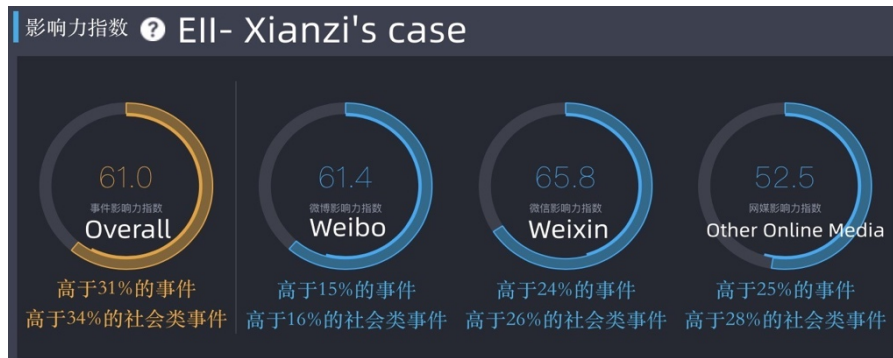 影响力指数 ? EII- Xianzi's case
61.0
事件影响力指数
Overall
高于31%的事件
高于34%的社会类事件
61.4
微博影响力指数
Weibo
高于15%的事件
高于16%的社会类事件
65.8
微信影响力指数
Weixin
高于24%的事件
高于26%的社会类事件
52.5
网媒影响力指数
Other Online Media
高于25%的事件
高于28%的社会类事件